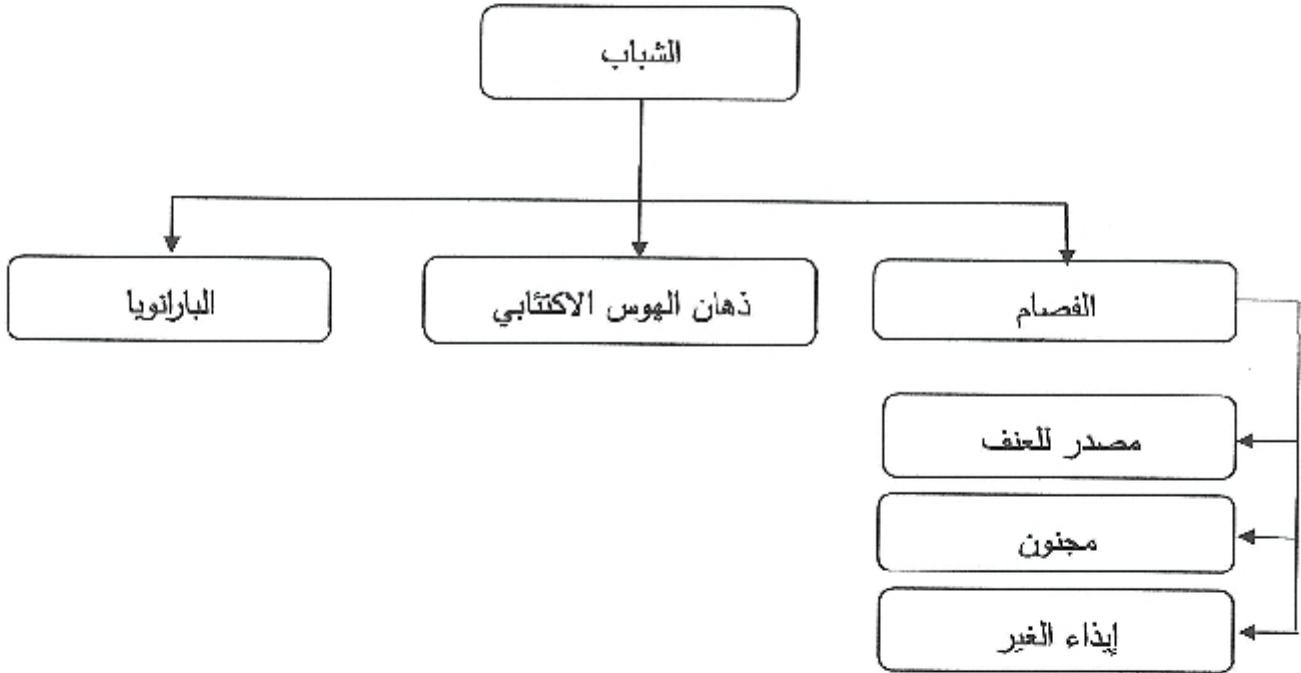 الشباب
الفصام
ذهان الهوس الاكتئابي
البارانويا
مصدر للعنف
مجنون
إيذاء الغير